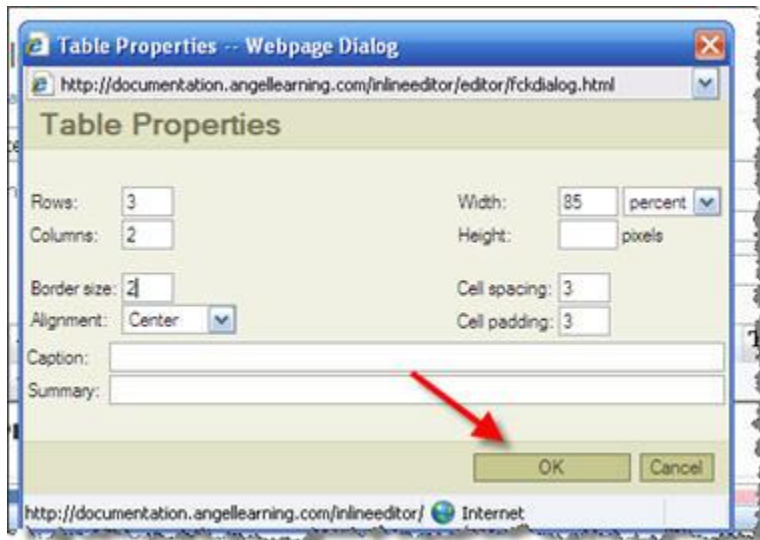 Table Properties -- Webpage Dialog
http://documentation.angellearning.com/inlineeditor/editor/fckdialog.html
Table Properties
Rows: 3 Width: 85 percent
Columns: 2 Height: pixels
Border size: 2 Cell spacing: 3
Alignment: Center Cell padding: 3
Caption:
Summary:
OK Cancel
http://documentation.angellearning.com/inlineeditor/ Internet